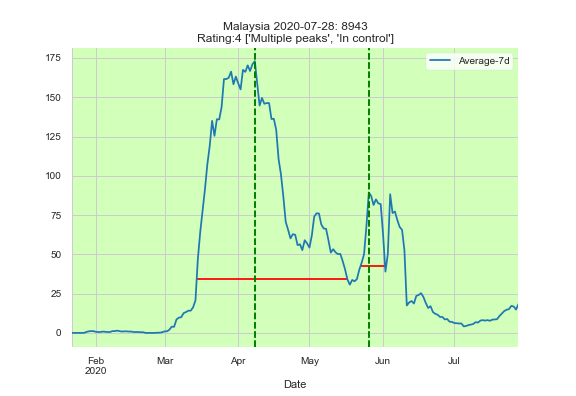 Malaysia 2020-07-28: 8943
Rating:4 ['Multiple peaks', 'In control']
Average-7d
175
150
125
100
75
50
25
0
Feb
2020
Mar
Apr
May
Jun
Jul
Date